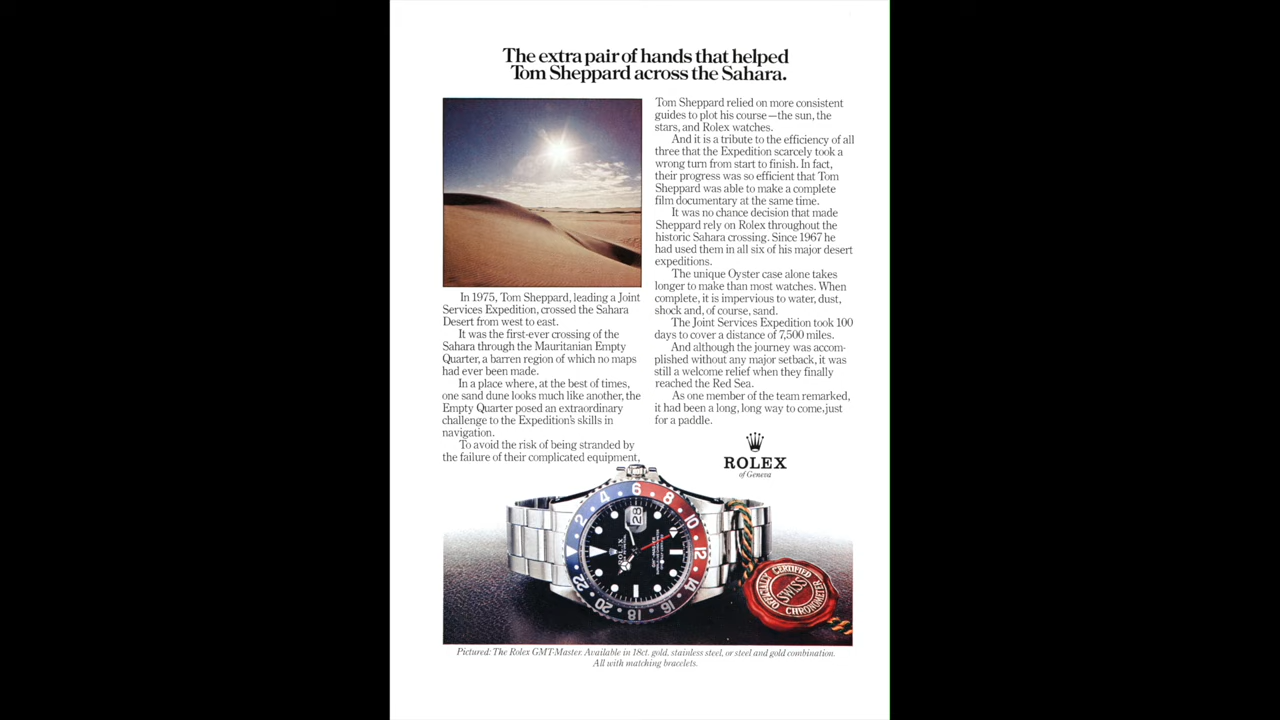 The extra pair of hands that helped
Tom Sheppard across the Sahara.
In 1975, Tom Sheppard, leading a Joint
Services Expedition, crossed the Sahara
Desert from west to east.
It was the first-ever crossing of the
Sahara through the Mauritanian Empty
Quarter, a barren region of which no maps
had ever been made.
In a place where, at the best of times,
one sand dune looks much like another, the
Empty Quarter posed an extraordinary
challenge to the Expedition's skills in
navigation.
To avoid the risk of being stranded by
the failure of their complicated equipment,
Tom Sheppard relied on more consistent
guides to plot his course—the sun, the
stars, and Rolex watches.
And it is a tribute to the efficiency of all
three that the Expedition scarcely took a
wrong turn from start to finish. In fact,
their progress was so efficient that Tom
Sheppard was able to make a complete
film documentary at the same time.
It was no chance decision that made
Sheppard rely on Rolex throughout the
historic Sahara crossing. Since 1967 he
had used them in all six of his major desert
expeditions.
The unique Oyster case alone takes
longer to make than most watches. When
complete, it is impervious to water, dust,
shock and, of course, sand.
The Joint Services Expedition took 100
days to cover a distance of 7,500 miles.
And although the journey was accom-
plished without any major setback, it was
still a welcome relief when they finally
reached the Red Sea.
As one member of the team remarked,
it had been a long, long way to come, just
for a paddle.
ROLEX
of Geneva
2 4 6 8 10 12 14 16 18 20 22
28
ROLEX
OFFICIALLY CERTIFIED
SWISS
CHRONOMETER
Pictured: The Rolex GMT-Master. Available in 18ct. gold, stainless steel, or steel and gold combination.
All with matching bracelets.